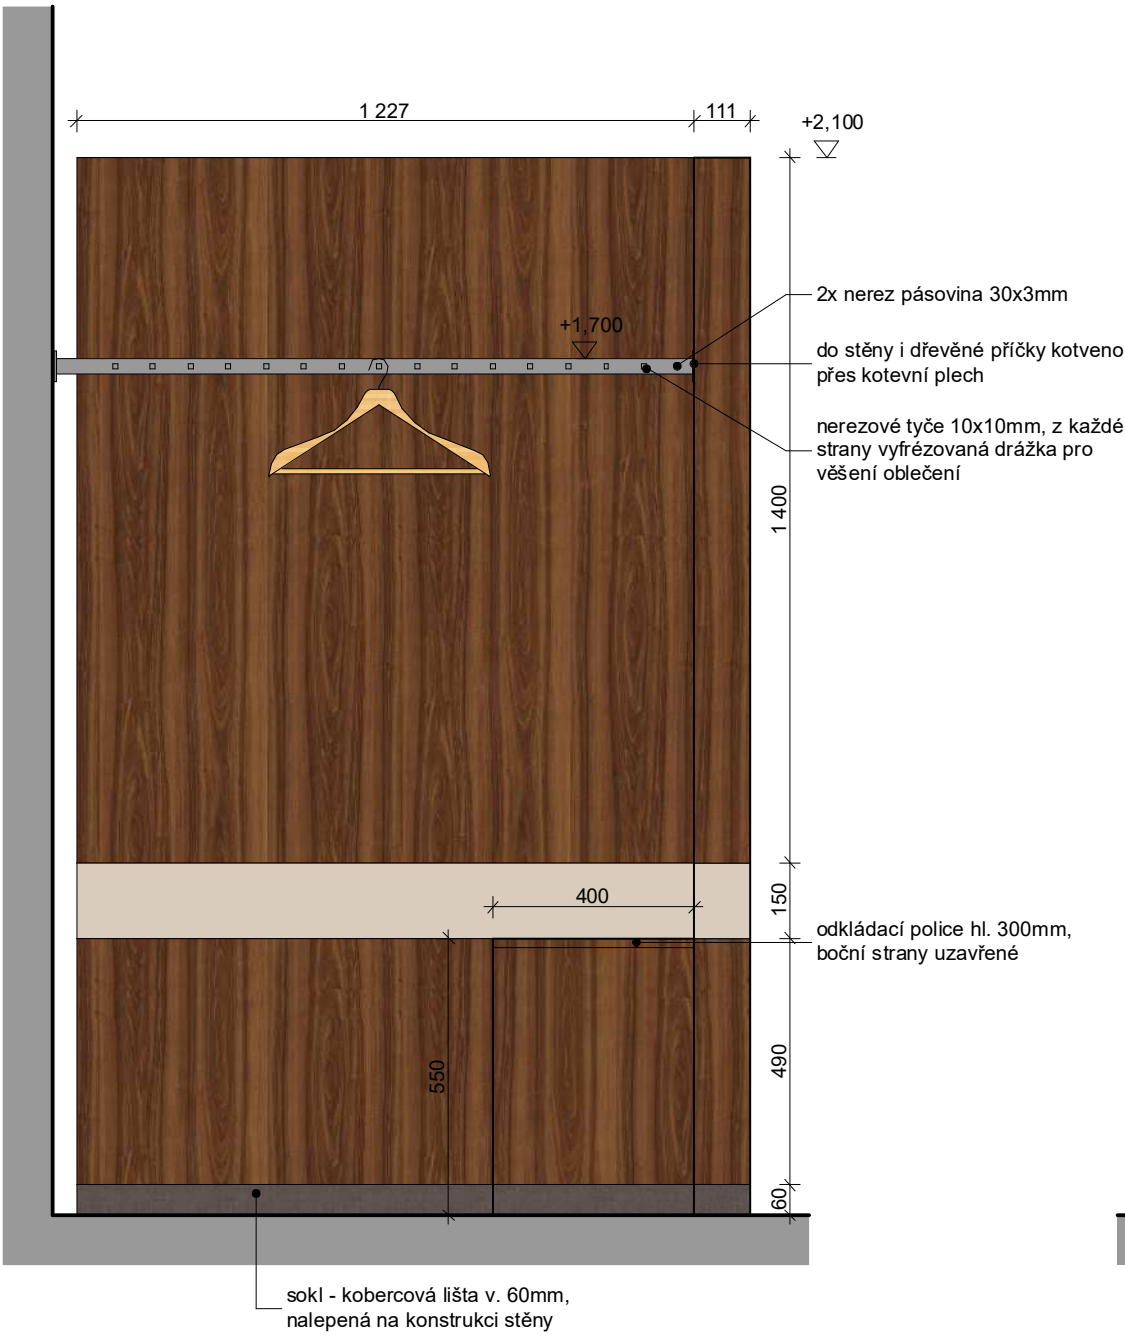 1 227
111
+2,100
2x nerez pásovina 30x3mm
+1,700
do stěny i dřevěné příčky kotveno
přes kotevní plech
nerezové tyče 10x10mm, z každé
strany vyfrézovaná drážka pro
věšení oblečení
1 400
400
150
odkládací police hl. 300mm,
boční strany uzavřené
550
490
60
sokl - kobercová lišta v. 60mm,
nalepená na konstrukci stěny